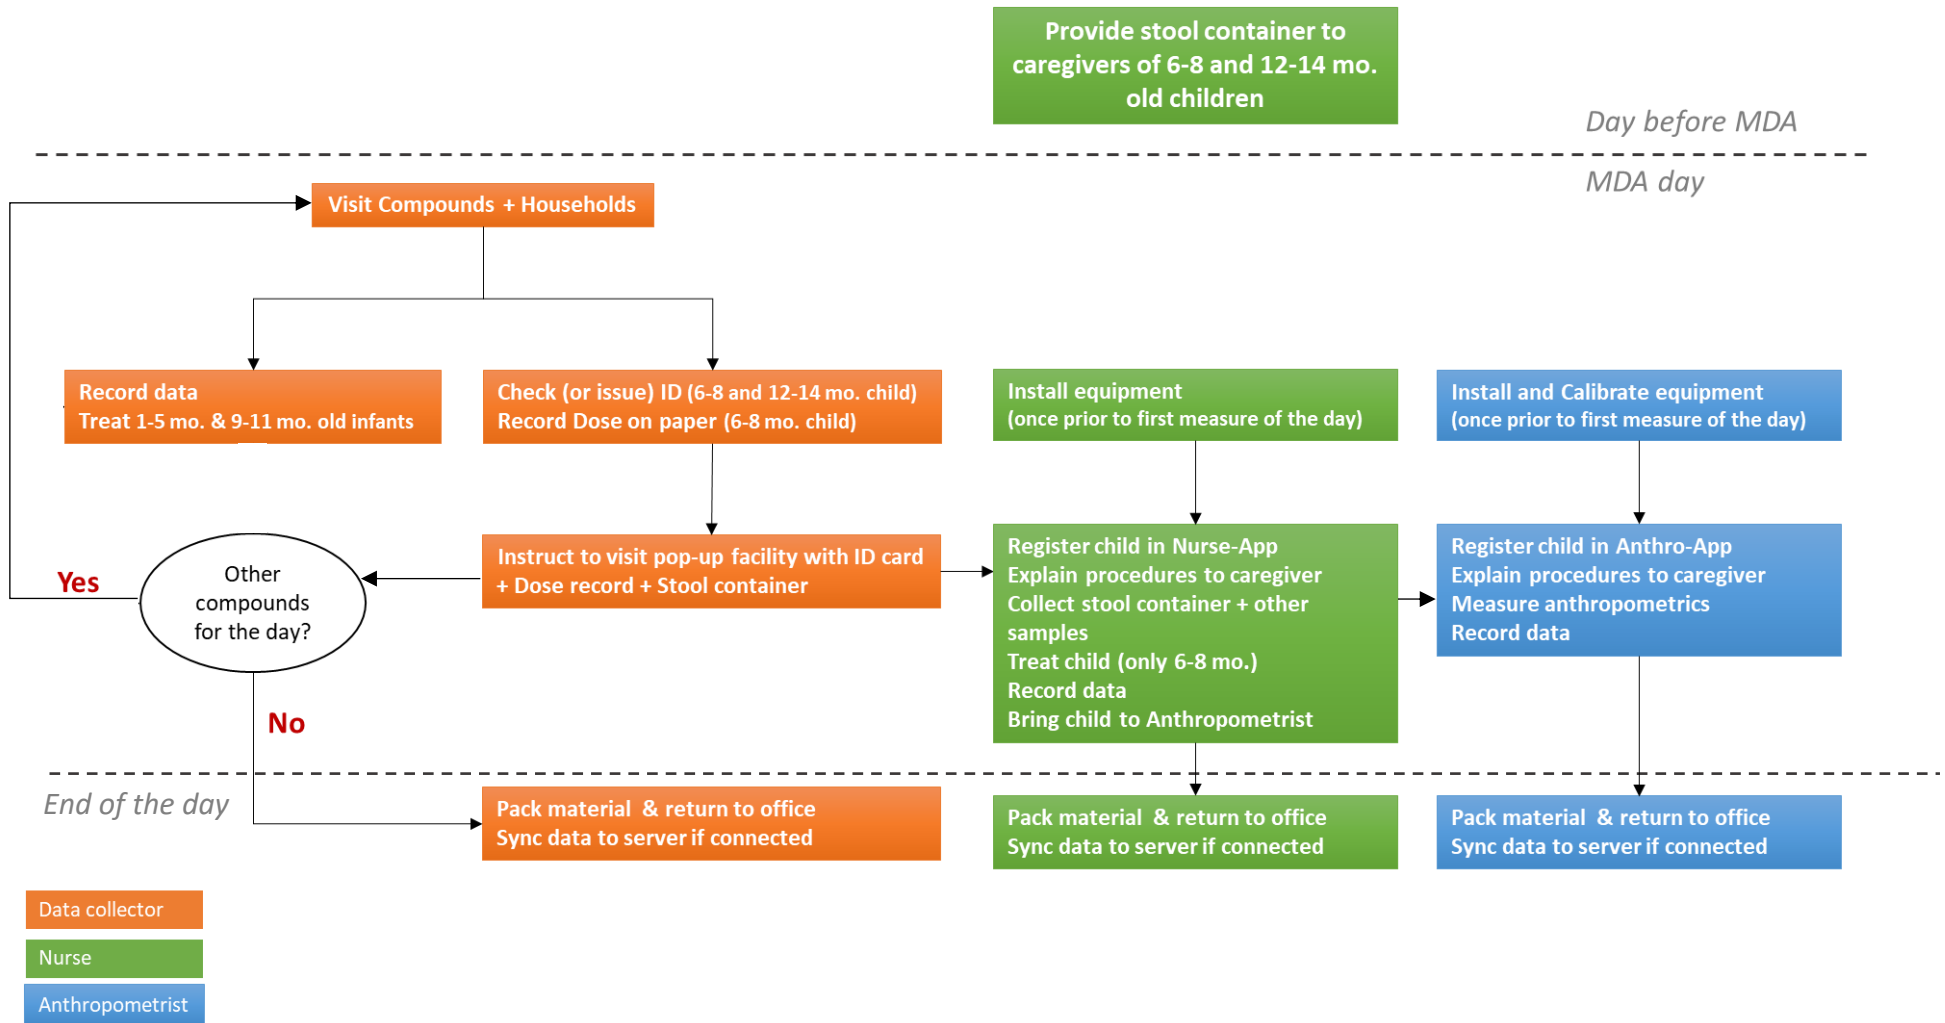 Provide stool container to
caregivers of 6-8 and 12-14 mo.
old children
Day before MDA
MDA day
Visit Compounds + Households
Record data
Treat 1-5 mo. & 9-11 mo. old infants
Check (or issue) ID (6-8 and 12-14 mo. child)
Record Dose on paper (6-8 mo. child)
Install equipment
(once prior to first measure of the day)
Install and Calibrate equipment
(once prior to first measure of the day)
Yes
Other
compounds
for the day?
Instruct to visit pop-up facility with ID card
+ Dose record + Stool container
Register child in Nurse-App
Explain procedures to caregiver
Collect stool container + other
samples
Treat child (only 6-8 mo.)
Record data
Bring child to Anthropometrist
Register child in Anthro-App
Explain procedures to caregiver
Measure anthropometrics
Record data
No
End of the day
Pack material & return to office
Sync data to server if connected
Pack material & return to office
Sync data to server if connected
Pack material & return to office
Sync data to server if connected
Data collector
Nurse
Anthropometrist